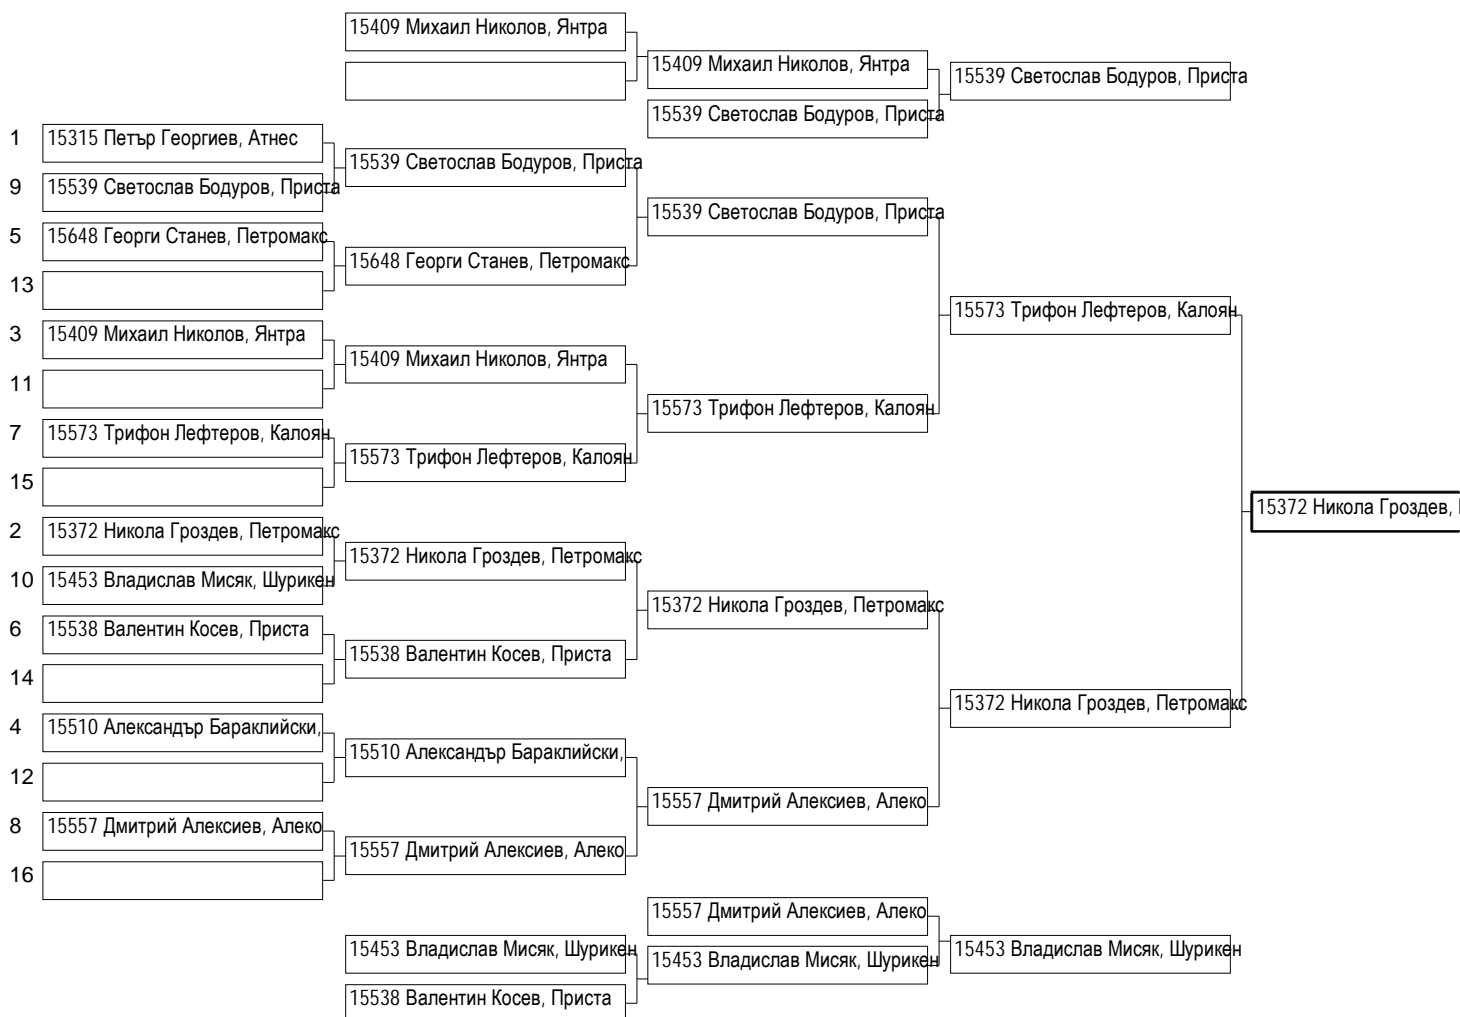 15409 Михаил Николов, Янтра
15409 Михаил Николов, Янтра
15539 Светослав Бодуров, Приста
15539 Светослав Бодуров, Приста
1 15315 Петър Георгиев, Атнес
15539 Светослав Бодуров, Приста
9 15539 Светослав Бодуров, Приста
15539 Светослав Бодуров, Приста
5 15648 Георги Станев, Петромакс
15648 Георги Станев, Петромакс
13
15573 Трифон Лефтеров, Калоян
3 15409 Михаил Николов, Янтра
15409 Михаил Николов, Янтра
11
15573 Трифон Лефтеров, Калоян
7 15573 Трифон Лефтеров, Калоян
15573 Трифон Лефтеров, Калоян
15
15372 Никола Гроздев,
2 15372 Никола Гроздев, Петромакс
15372 Никола Гроздев, Петромакс
10 15453 Владислав Мисяк, Шурикен
15372 Никола Гроздев, Петромакс
6 15538 Валентин Косев, Приста
15538 Валентин Косев, Приста
14
15372 Никола Гроздев, Петромакс
4 15510 Александър Бараклийски,
15510 Александър Бараклийски,
12
15557 Дмитрий Алексиев, Алеко
8 15557 Дмитрий Алексиев, Алеко
15557 Дмитрий Алексиев, Алеко
16
15557 Дмитрий Алексиев, Алеко
15453 Владислав Мисяк, Шурикен
15453 Владислав Мисяк, Шурикен
15453 Владислав Мисяк, Шурикен
15538 Валентин Косев, Приста